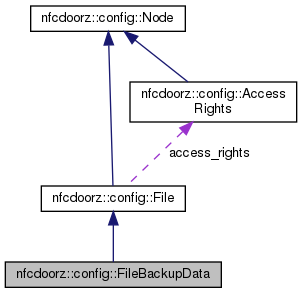 nfcdoorz::config::Node
nfcdoorz::config::Access
Rights
access_rights
nfcdoorz::config::File
nfcdoorz::config::FileBackupData